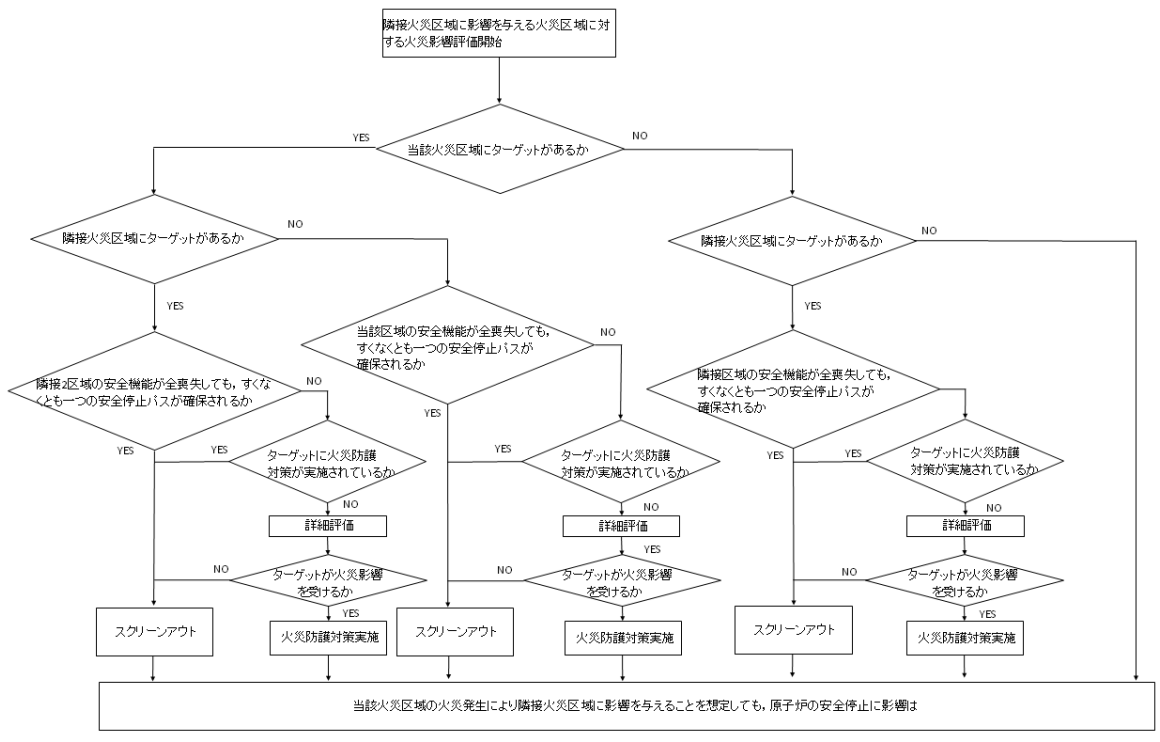 隣接火災区域に影響を与える火災区域に対
する火災影響評価開始
YES
NO
当該火災区域にターゲットがあるか
隣接火災区域にターゲットがあるか
NO
隣接火災区域にターゲットがあるか
NO
YES
YES
当該区域の安全機能が全喪失しても,
すくなくとも一つの安全停止パスが
確保されるか
NO
隣接2区域の安全機能が全喪失しても,すくな
くとも一つの安全停止パスが確保されるか
NO
隣接区域の安全機能が全喪失しても,
すくなくとも一つの安全停止パスが
確保されるか
NO
YES
YES
YES
YES
ターゲットに火災防護
対策が実施されているか
YES
ターゲットに火災防護
対策が実施されているか
YES
ターゲットに火災防護
対策が実施されているか
NO
NO
NO
詳細評価
詳細評価
詳細評価
YES
NO
ターゲットが火災影響
を受けるか
NO
ターゲットが火災影響
を受けるか
NO
ターゲットが火災影響
を受けるか
YES
YES
スクリーンアウト
火災防護対策実施
スクリーンアウト
火災防護対策実施
スクリーンアウト
火災防護対策実施
当該火災区域の火災発生により隣接火災区域に影響を与えることを想定しても,原子炉の安全停止に影響は